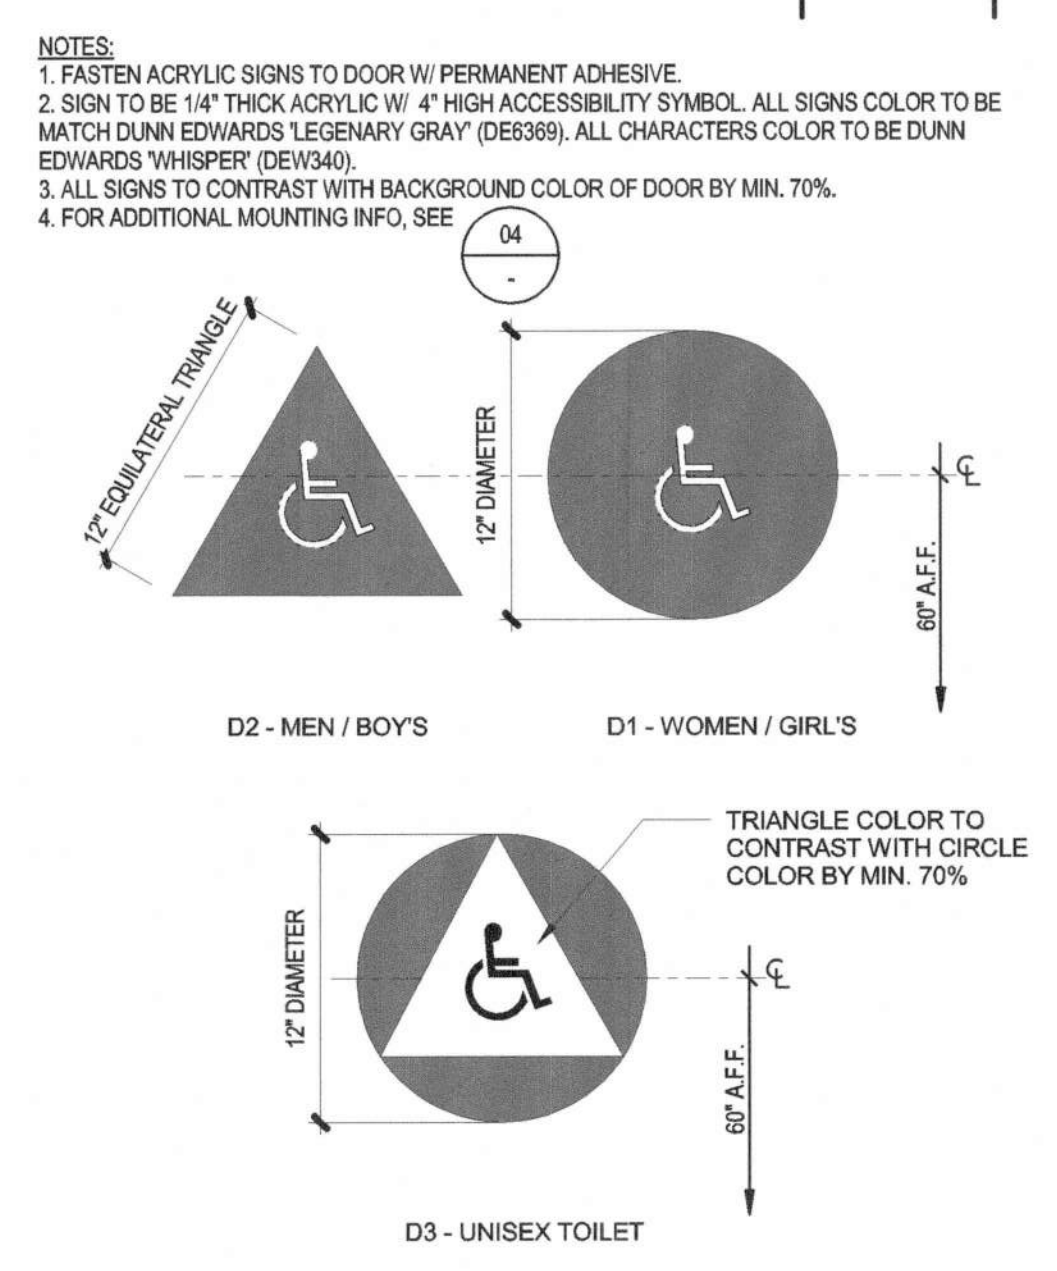 NOTES:
1. FASTEN ACRYLIC SIGNS TO DOOR W/ PERMANENT ADHESIVE.
2. SIGN TO BE 1/4" THICK ACRYLIC W/ 4" HIGH ACCESSIBILITY SYMBOL. ALL SIGNS COLOR TO BE
MATCH DUNN EDWARDS 'LEGENARY GRAY' (DE6369). ALL CHARACTERS COLOR TO BE DUNN
EDWARDS 'WHISPER' (DEW340).
3. ALL SIGNS TO CONTRAST WITH BACKGROUND COLOR OF DOOR BY MIN. 70%.
4. FOR ADDITIONAL MOUNTING INFO, SEE
04
-
12" EQUILATERAL TRIANGLE
12" DIAMETER
CL
60" A.F.F.
D2 - MEN / BOY'S
D1 - WOMEN / GIRL'S
TRIANGLE COLOR TO
CONTRAST WITH CIRCLE
COLOR BY MIN. 70%
12" DIAMETER
CL
60" A.F.F.
D3 - UNISEX TOILET